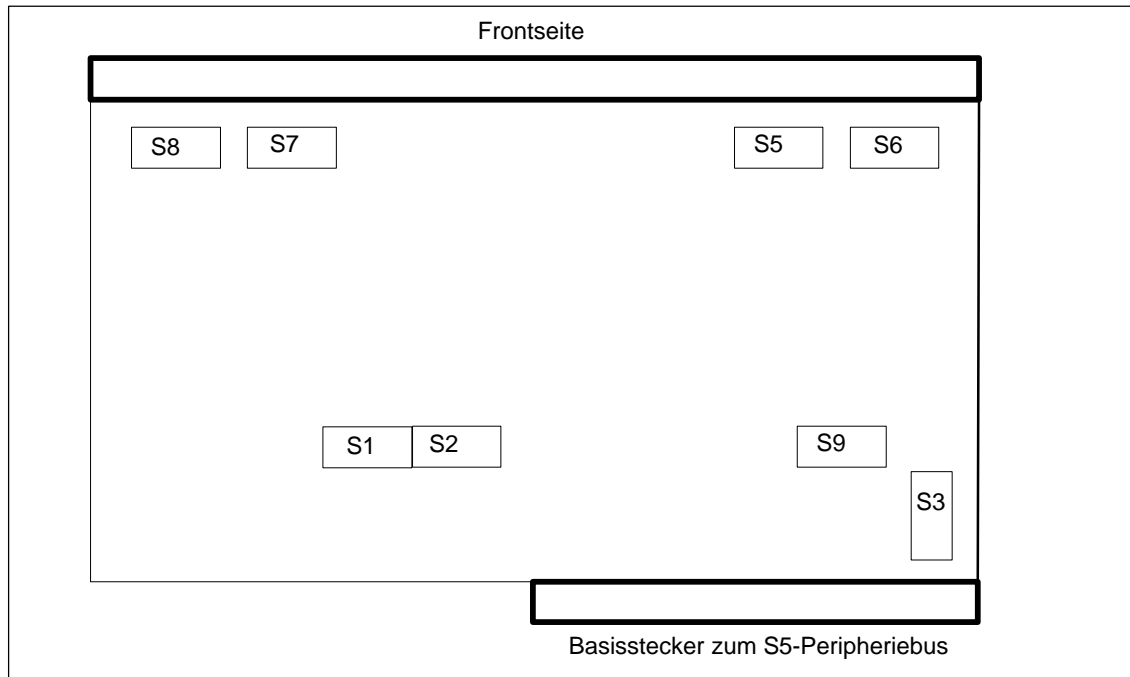 Frontseite
S8
S7
S5
S6
S1
S2
S9
S3
Basisstecker zum S5-Peripheriebus